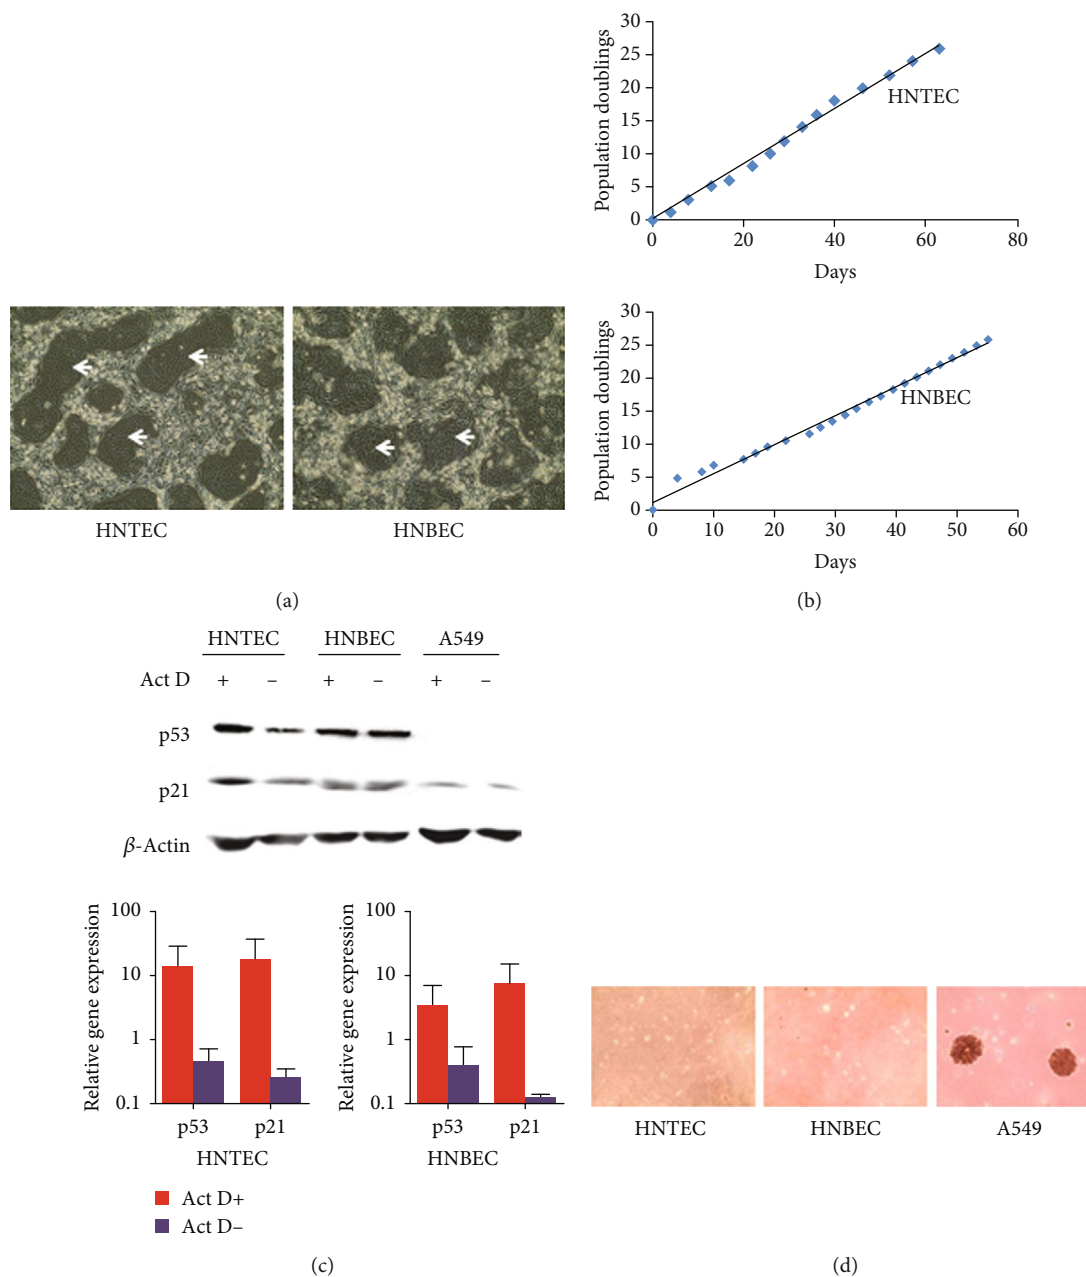 30
25
20
15
10
5
0
Population doublings
HNTEC
0 20 40 60 80
Days
30
25
20
15
10
5
0
Population doublings
HNBEC
0 10 20 30 40 50 60
Days
HNTEC HNBEC
(a) (b)
HNTEC HNBEC A549
Act D + − + − + −
p53
p21
β-Actin
100
10
1
0.1
Relative gene expression
p53 p21
HNTEC
100
10
1
0.1
Relative gene expression
p53 p21
HNBEC
Act D+
Act D−
HNTEC HNBEC A549
(c) (d)